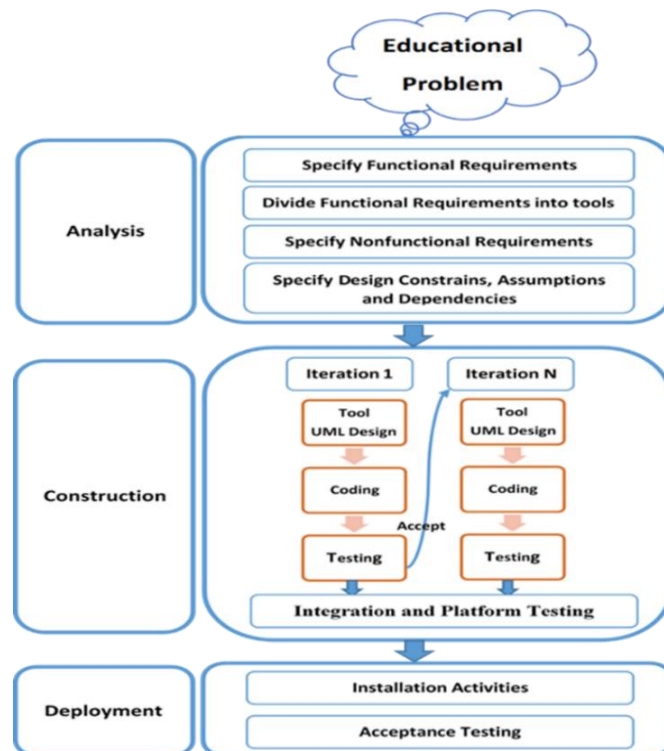 Educational
Problem
Analysis
Specify Functional Requirements
Divide Functional Requirements into tools
Specify Nonfunctional Requirements
Specify Design Constrains, Assumptions
and Dependencies
Construction
Iteration 1
Iteration N
Tool
UML Design
Tool
UML Design
Coding
Coding
Accept
Testing
Testing
Integration and Platform Testing
Deployment
Installation Activities
Acceptance Testing